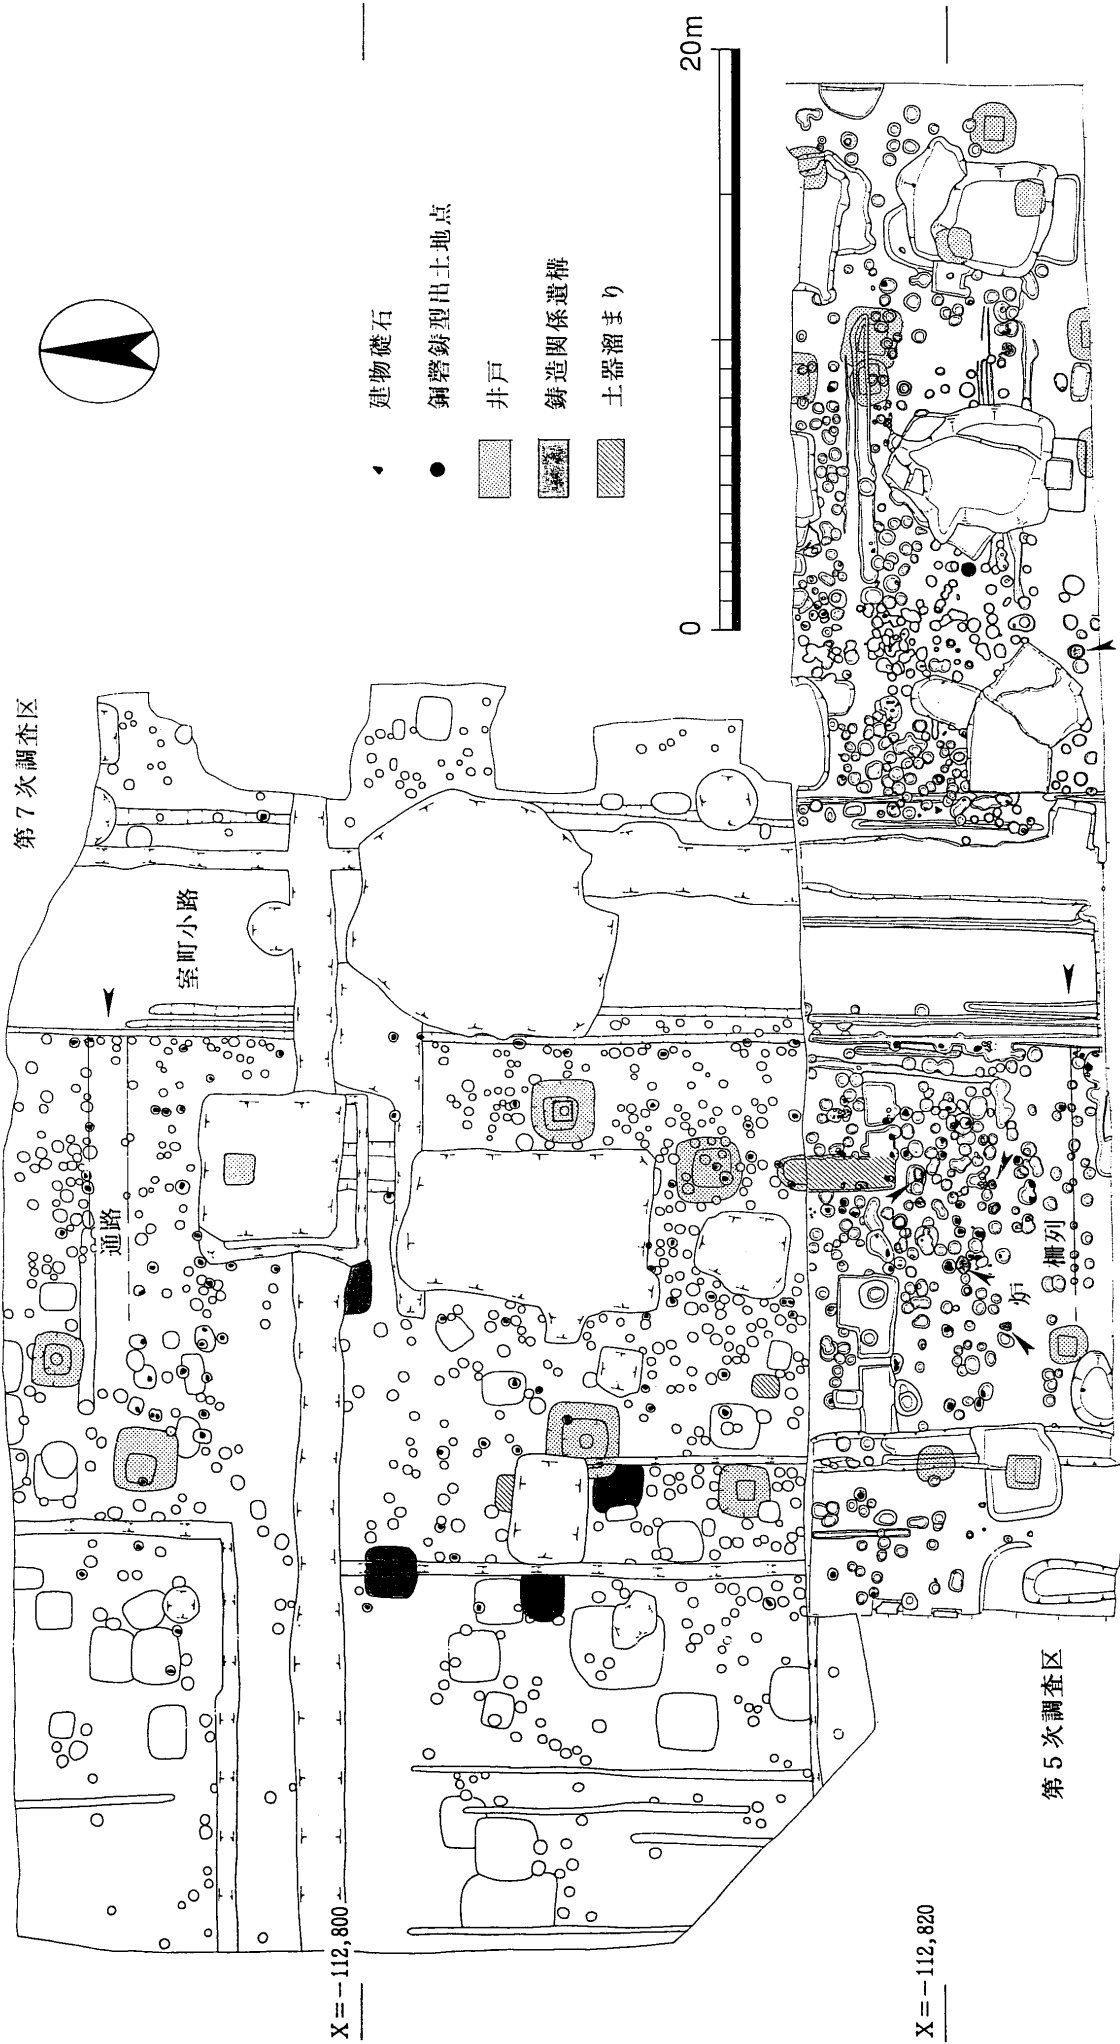 第7次調査区
室町小路
通路
建物礎石
銅磬鋳型出土地点
井戸
鋳造関係遺構
土器溜まり
0
20m
炉
柵列
第5次調査区
X=-112,800
X=-112,820